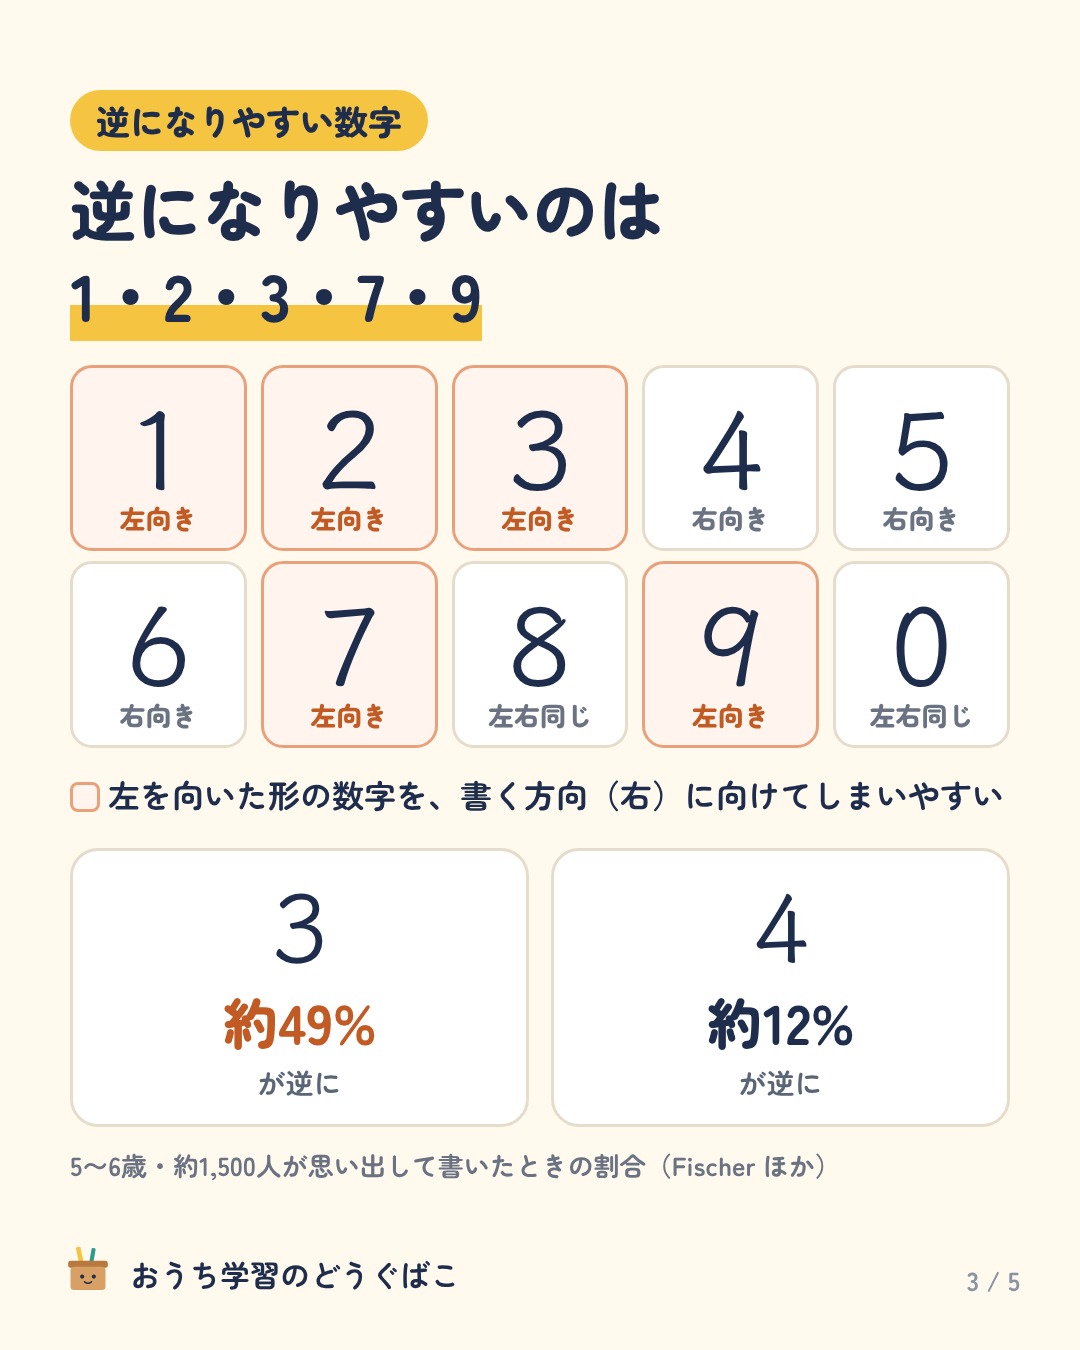 逆になりやすい数字
逆になりやすいのは
1・2・3・7・9
1 2 3 4 5
左向き 左向き 左向き 右向き 右向き
6 7 8 9 0
右向き 左向き 左右同じ 左向き 左右同じ
左を向いた形の数字を、書く方向（右）に向けてしまいやすい
3 4
約49% 約12%
が逆に が逆に
5〜6歳・約1,500人が思い出して書いたときの割合（Fischer ほか）
おうち学習のどうぐばこ
3 / 5